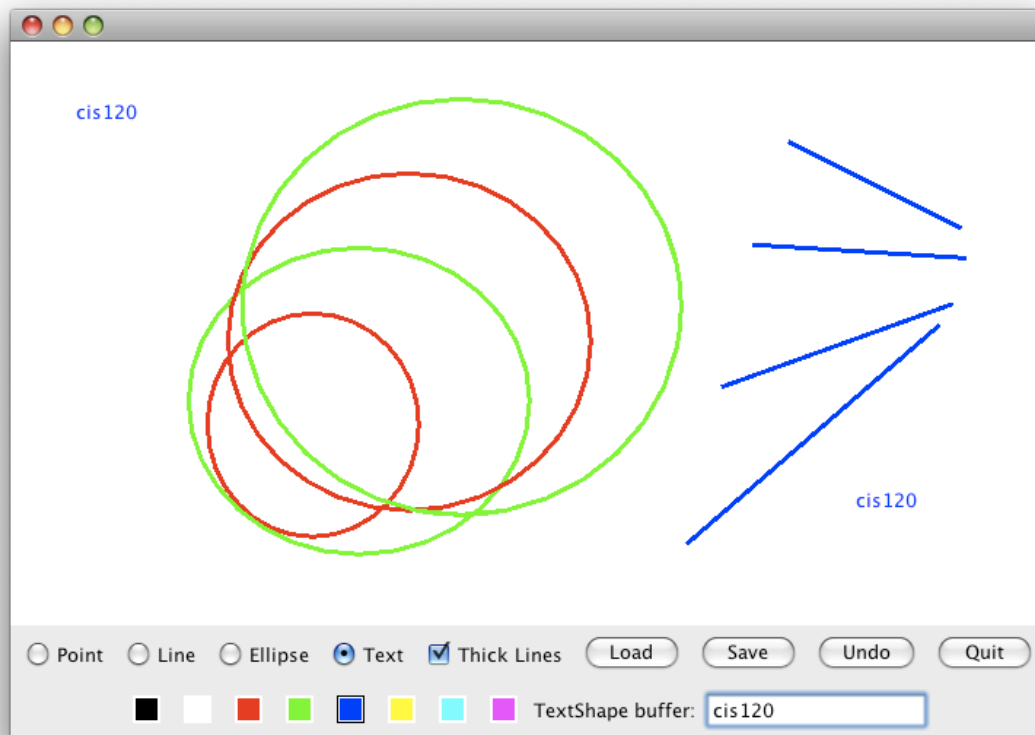 cis120
cis120
Point Line Ellipse Text Thick Lines Load Save Undo Quit
TextShape buffer: cis120